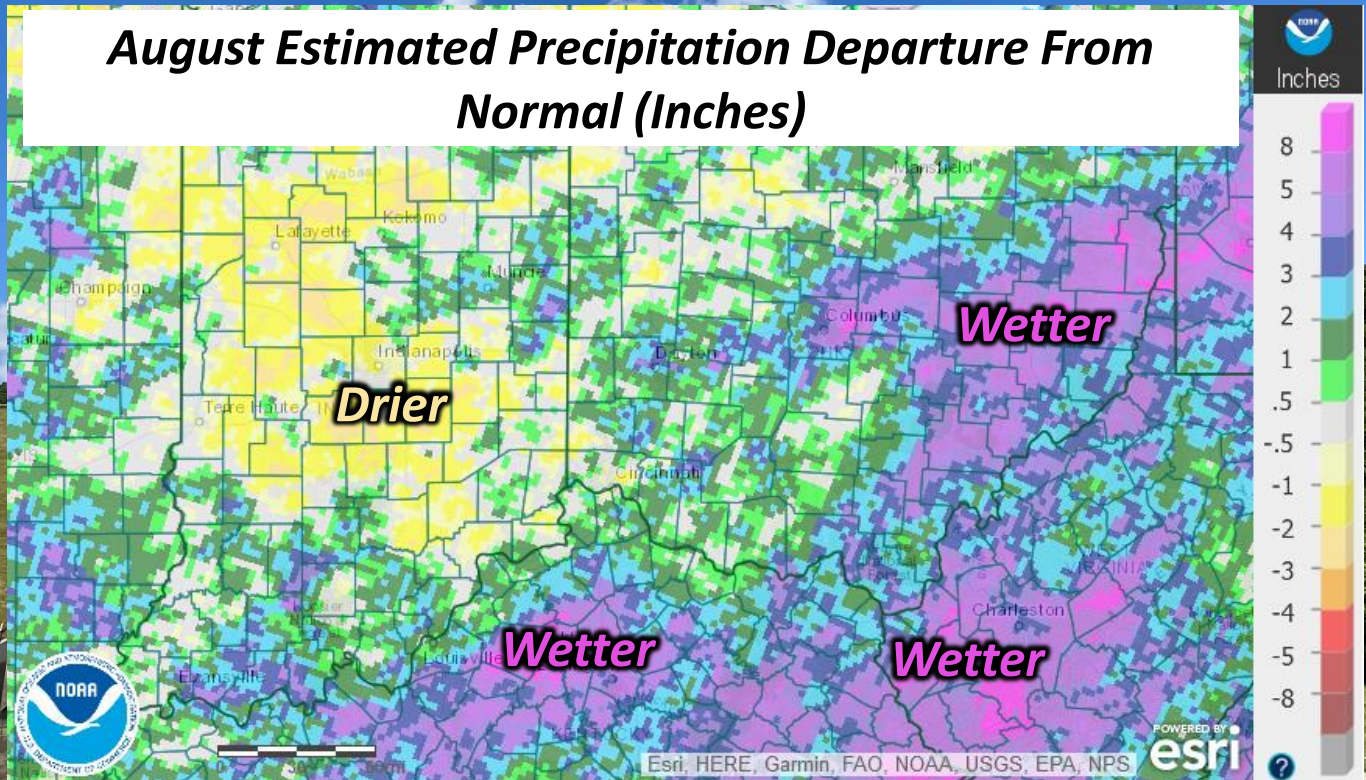 August Estimated Precipitation Departure From
Normal (Inches)
NOAA
Inches
8
5
4
3
2
1
.5
-.5
-1
-2
-3
-4
-5
-8
Mansfield
Wabash
Kokomo
Lafayette
Muncie
Champaign
Columbus
Wetter
Indianapolis
Dayton
Drier
Terre Haute
Cincinnati
Charleston
Wetter
Louisville
Wetter
Evansville
NOAA
POWERED BY
esri
Esri, HERE, Garmin, FAO, NOAA, USGS, EPA, NPS
?